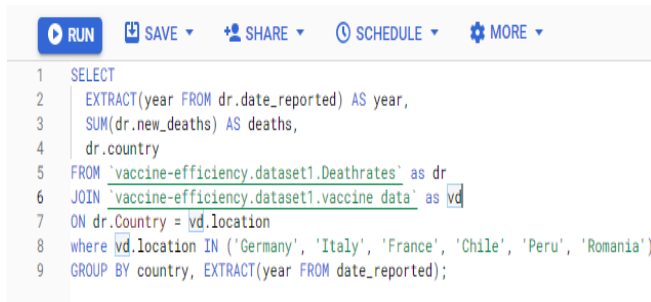 RUN SAVE SHARE SCHEDULE MORE
1 SELECT
2 EXTRACT(year FROM dr.date_reported) AS year,
3 SUM(dr.new_deaths) AS deaths,
4 dr.country
5 FROM `vaccine-efficiency.dataset1.Deathrates` as dr
6 JOIN `vaccine-efficiency.dataset1.vaccine data` as vd
7 ON dr.Country = vd.location
8 where vd.location IN ('Germany', 'Italy', 'France', 'Chile', 'Peru', 'Romania')
9 GROUP BY country, EXTRACT(year FROM date_reported);